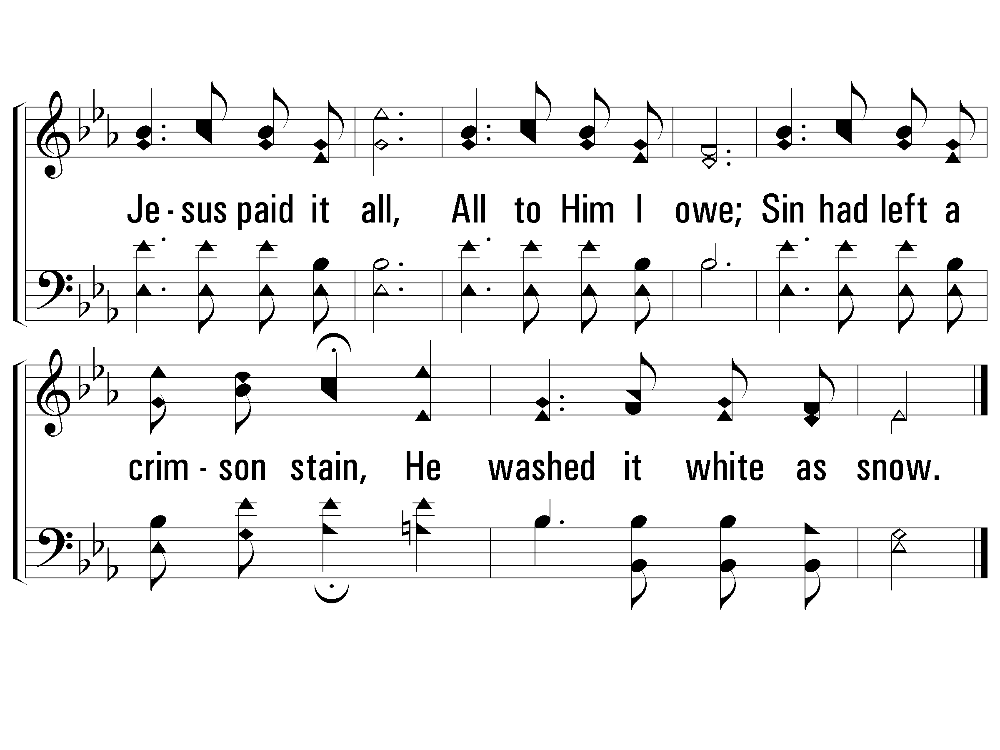 Je - sus paid it all, All to Him I owe; Sin had left a
crim - son stain, He washed it white as snow.